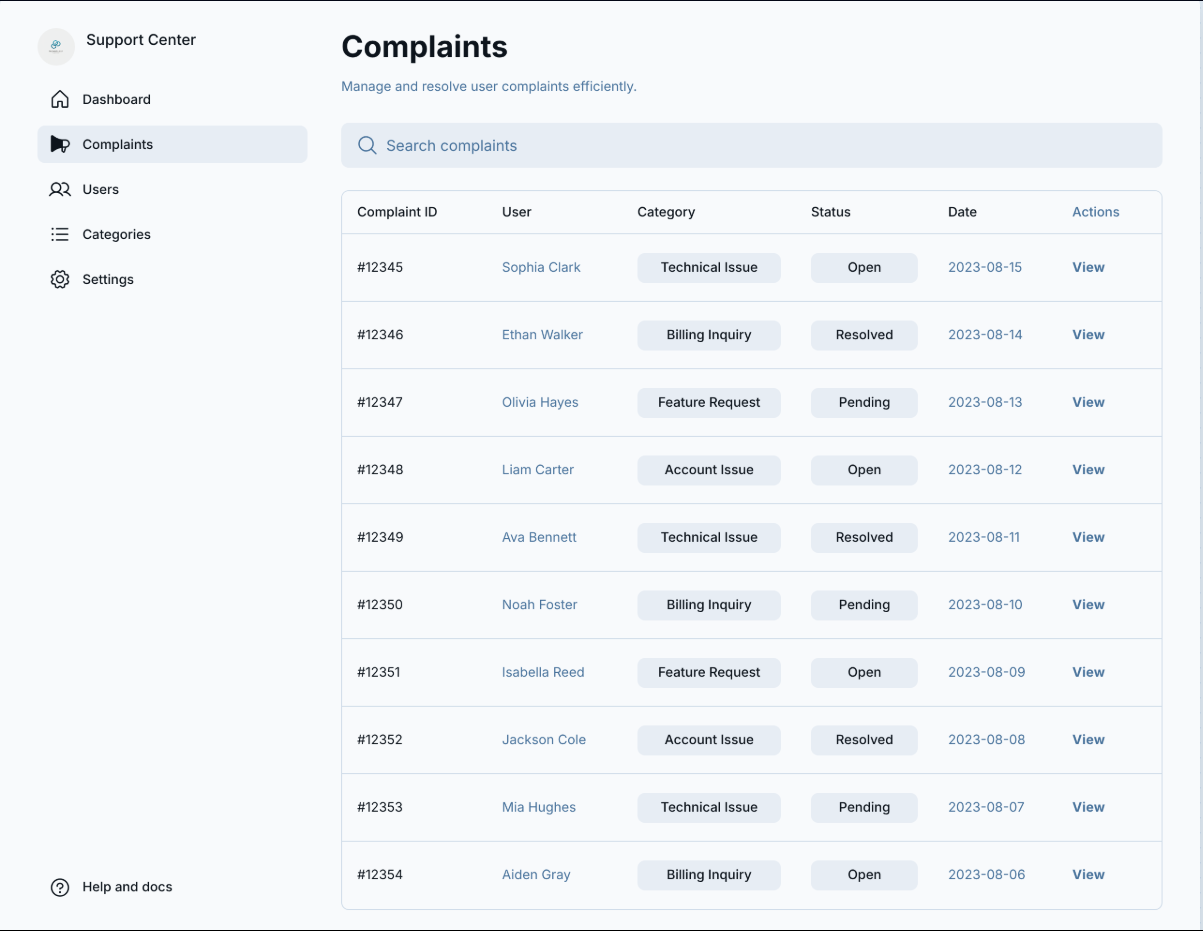 Support Center
Dashboard
Complaints
Users
Categories
Settings
Help and docs
Complaints
Manage and resolve user complaints efficiently.
Search complaints
Complaint ID User Category Status Date Actions
#12345 Sophia Clark Technical Issue Open 2023-08-15 View
#12346 Ethan Walker Billing Inquiry Resolved 2023-08-14 View
#12347 Olivia Hayes Feature Request Pending 2023-08-13 View
#12348 Liam Carter Account Issue Open 2023-08-12 View
#12349 Ava Bennett Technical Issue Resolved 2023-08-11 View
#12350 Noah Foster Billing Inquiry Pending 2023-08-10 View
#12351 Isabella Reed Feature Request Open 2023-08-09 View
#12352 Jackson Cole Account Issue Resolved 2023-08-08 View
#12353 Mia Hughes Technical Issue Pending 2023-08-07 View
#12354 Aiden Gray Billing Inquiry Open 2023-08-06 View